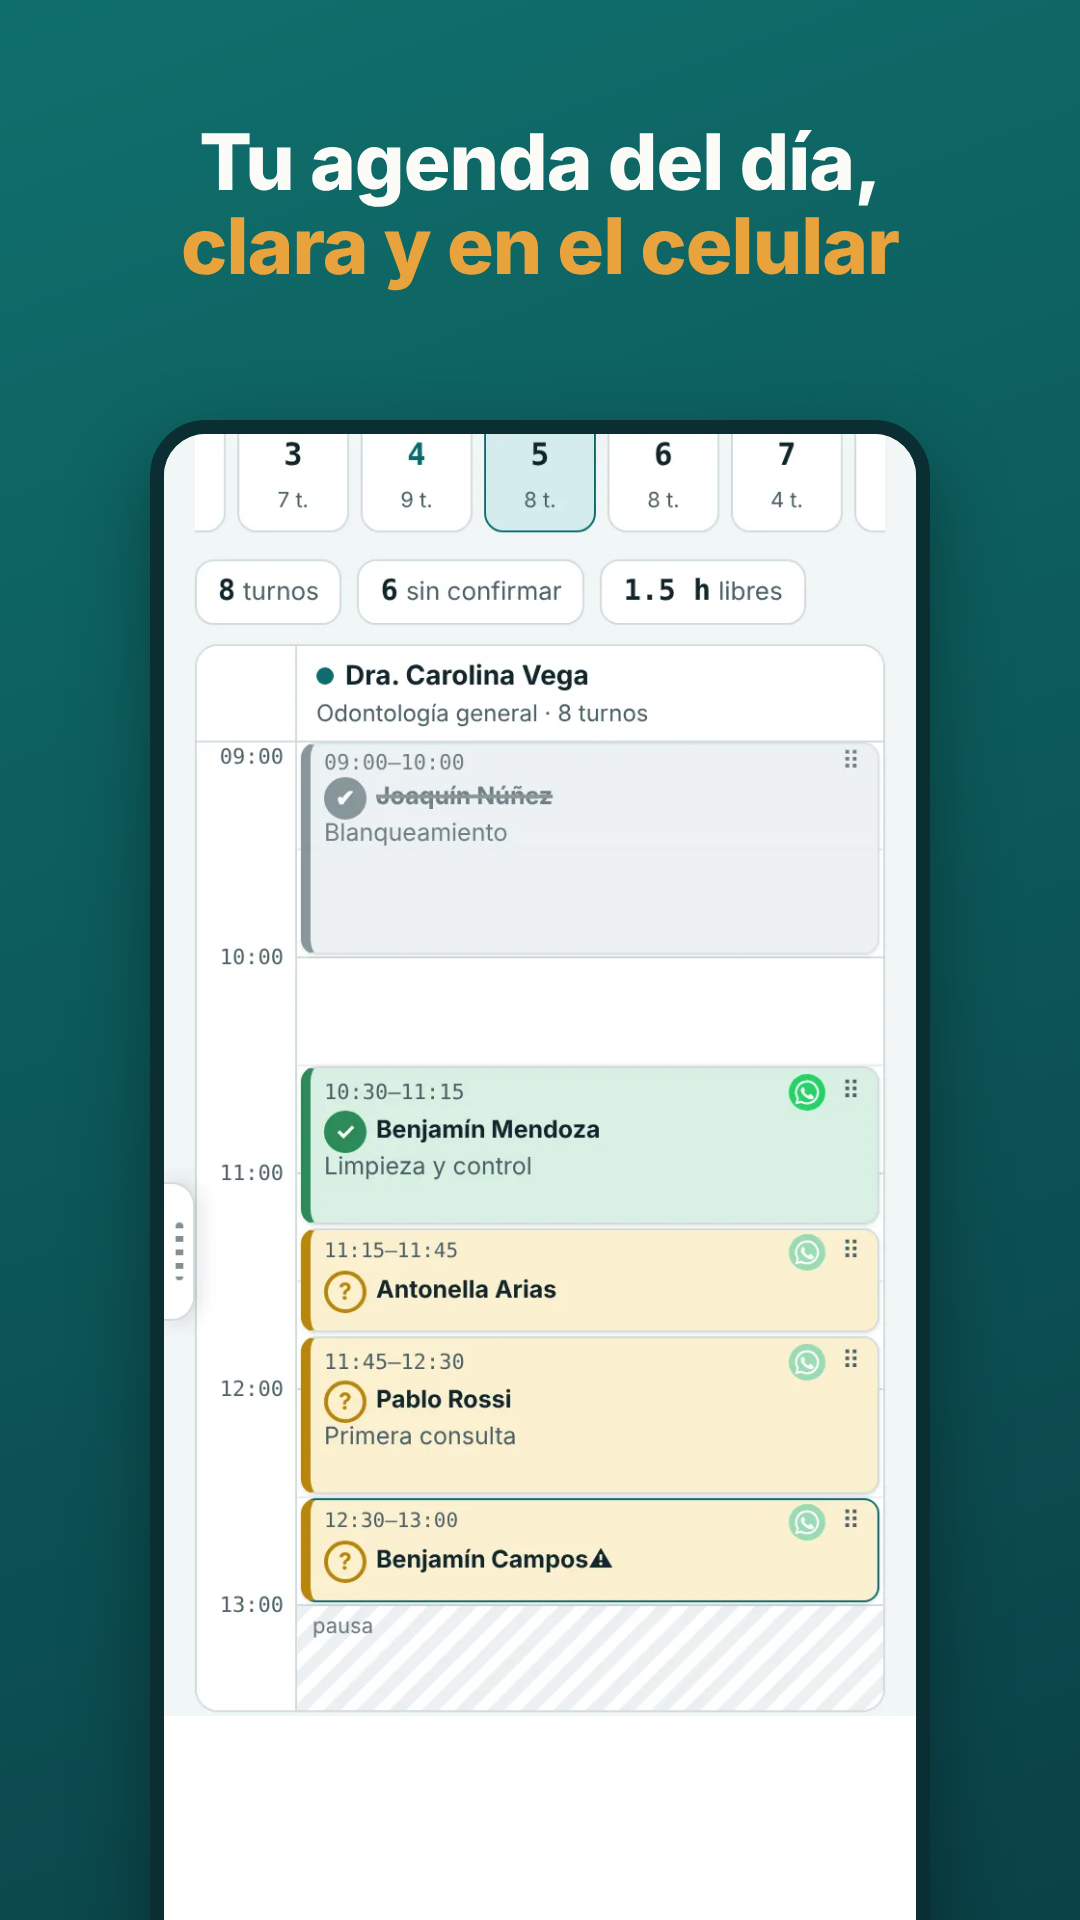 Tu agenda del día,
clara y en el celular
3 4 5 6 7
7 t. 9 t. 8 t. 8 t. 4 t.
8 turnos 6 sin confirmar 1.5 h libres
Dra. Carolina Vega
Odontología general · 8 turnos
09:00
09:00–10:00
Joaquín Núñez
Blanqueamiento
10:00
10:30–11:15
Benjamín Mendoza
Limpieza y control
11:00
11:15–11:45
? Antonella Arias
11:45–12:30
12:00
? Pablo Rossi
Primera consulta
12:30–13:00
? Benjamín Campos⚠
13:00
pausa